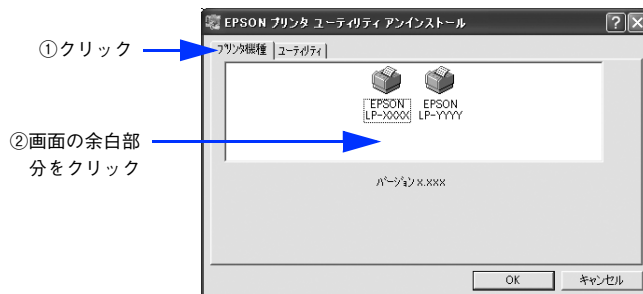 EPSON プリンタ ユーティリティ アンインストール
①クリック
プリンタ機種
ユーティリティ
EPSON
LP-XXXX
EPSON
LP-YYYY
②画面の余白部
分をクリック
バージョン x.xxx
OK
キャンセル